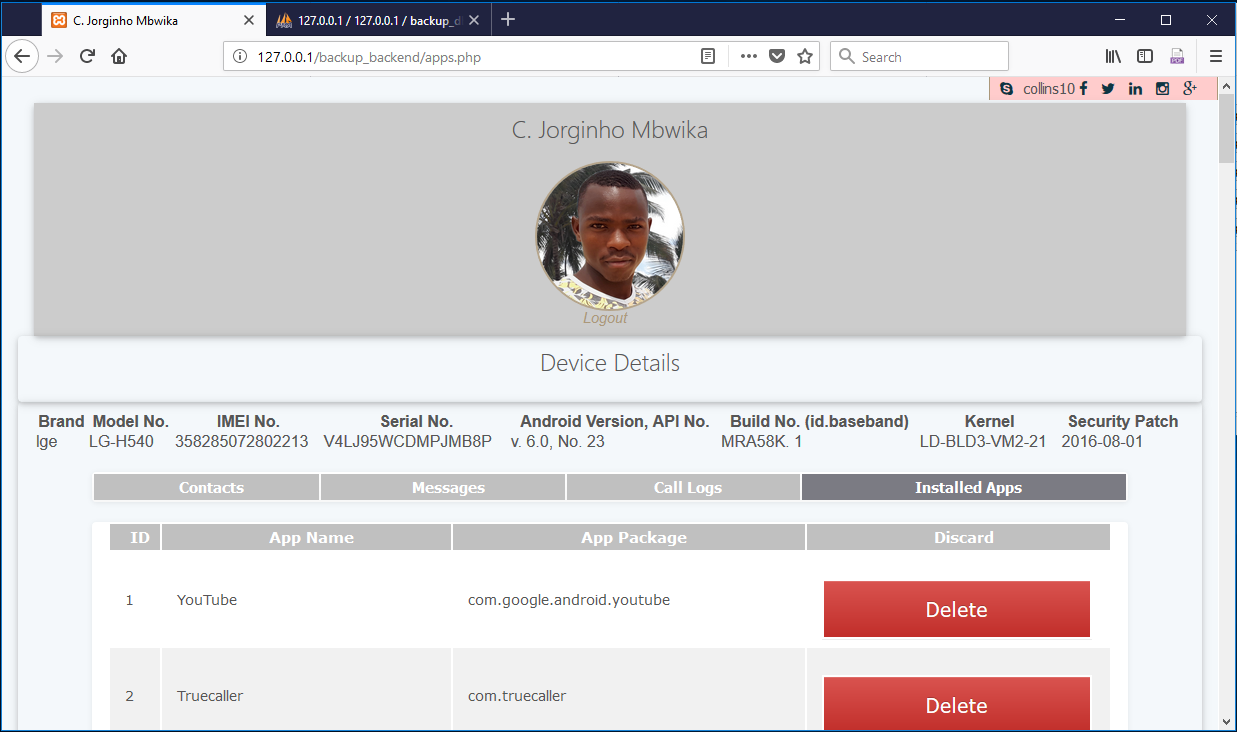 C. Jorginho Mbwika
127.0.0.1 / 127.0.0.1 / backup_d
127.0.0.1/backup_backend/apps.php
Search
collins10
C. Jorginho Mbwika
Logout
Device Details
Brand Model No. IMEI No. Serial No. Android Version, API No. Build No. (id.baseband) Kernel Security Patch
lge LG-H540 358285072802213 V4LJ95WCDMPJMB8P v. 6.0, No. 23 MRA58K. 1 LD-BLD3-VM2-21 2016-08-01
Contacts Messages Call Logs Installed Apps
ID App Name App Package Discard
1 YouTube com.google.android.youtube Delete
2 Truecaller com.truecaller Delete